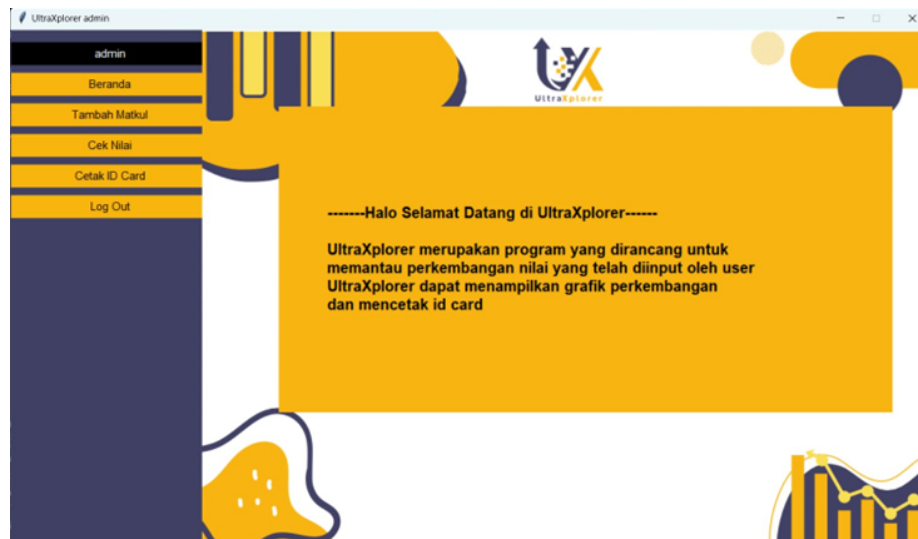 UltraXplorer admin
admin
Beranda
Tambah Matkul
Cek Nilai
Cetak ID Card
Log Out
UX
UltraXplorer
-------Halo Selamat Datang di UltraXplorer------
UltraXplorer merupakan program yang dirancang untuk
memantau perkembangan nilai yang telah diinput oleh user
UltraXplorer dapat menampilkan grafik perkembangan
dan mencetak id card